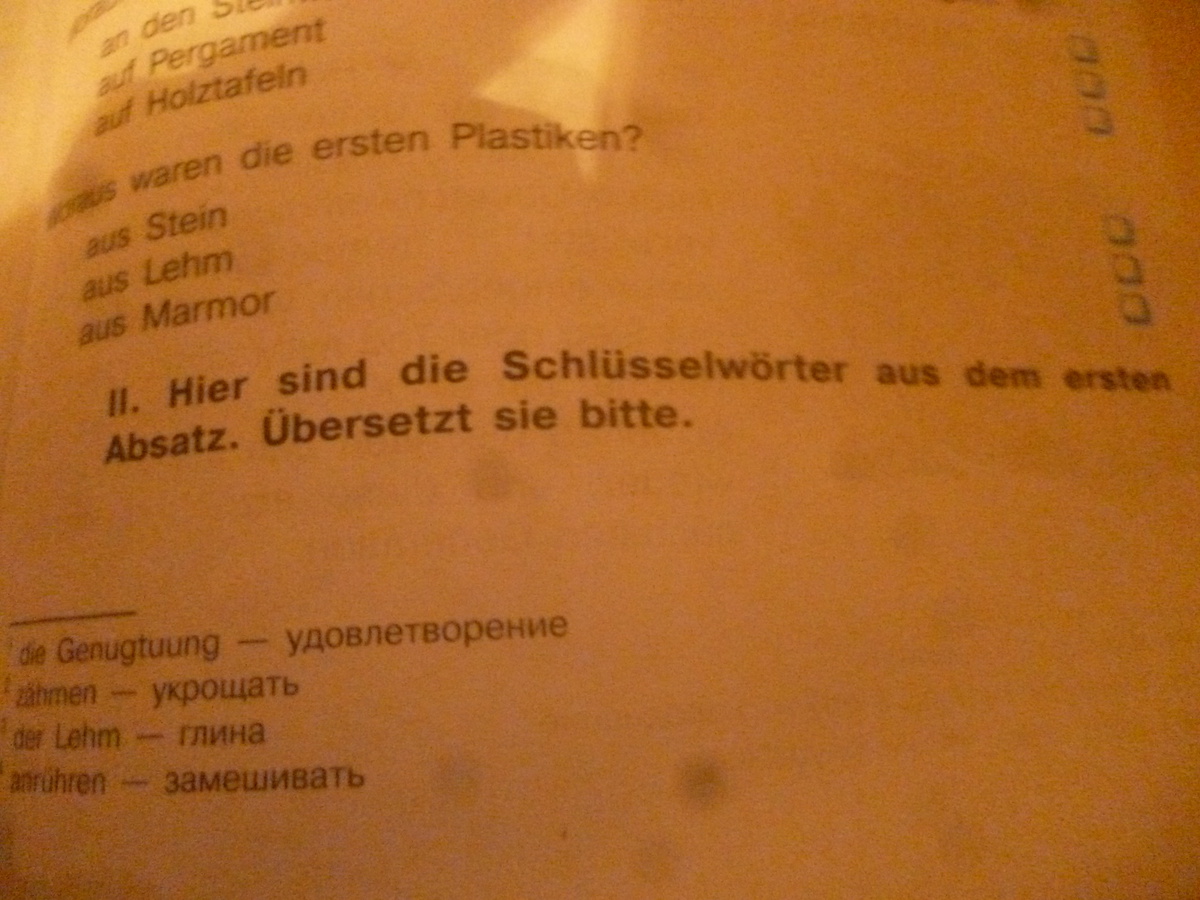 an den
auf Pergament
auf Holztafeln
waren die ersten Plastiken?
aus Stein
aus Lehm
aus Marmor
II. Hier sind die Schlüsselwörter aus dem ersten
Absatz. Übersetzt sie bitte.
die Genugtuung — удовлетворение
2 zähmen — укрощать
der Lehm — глина
anrühren — замешивать